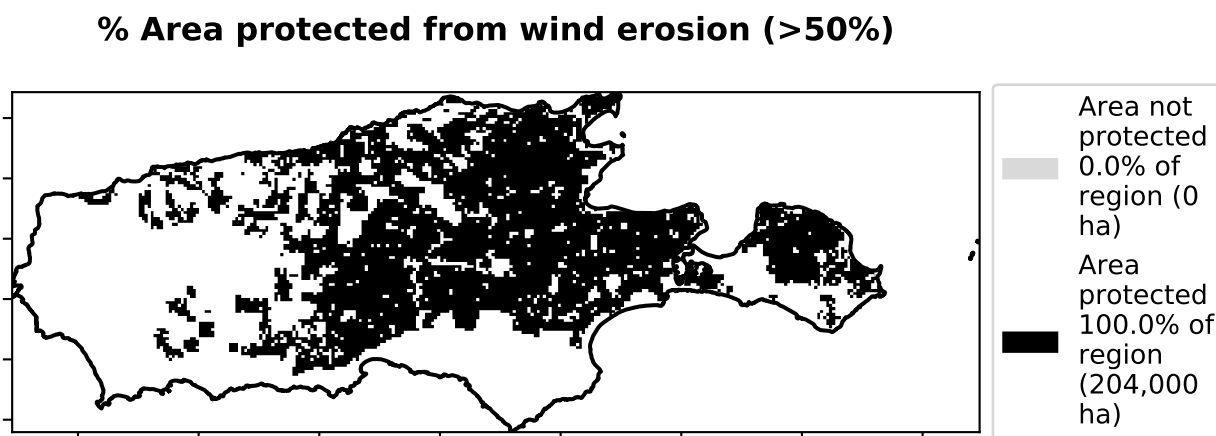 % Area protected from wind erosion (>50%)
Area not
protected
0.0% of
region (0
ha)
Area
protected
100.0% of
region
(204,000
ha)